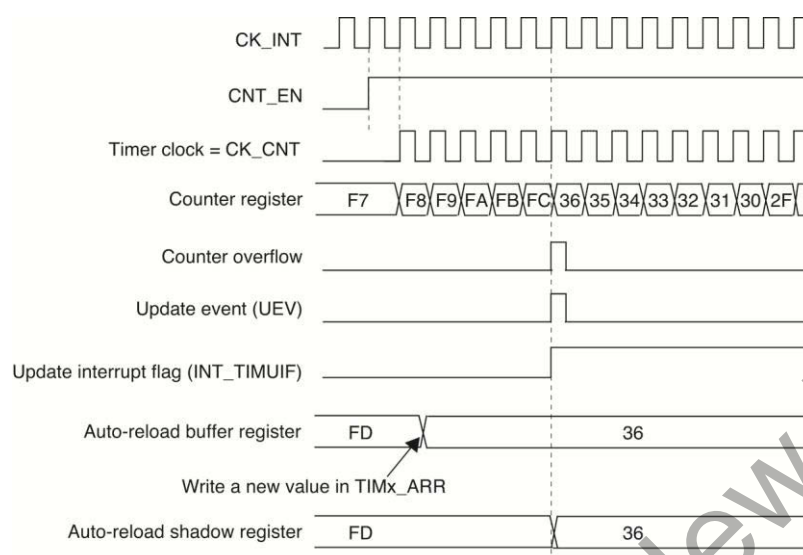 CK_INT
CNT_EN
Timer clock = CK_CNT
Counter register F7 F8 F9 FA FB FC 36 35 34 33 32 31 30 2F
Counter overflow
Update event (UEV)
Update interrupt flag (INT_TIMUIF)
Auto-reload buffer register FD 36
Write a new value in TIMx_ARR
Auto-reload shadow register FD 36